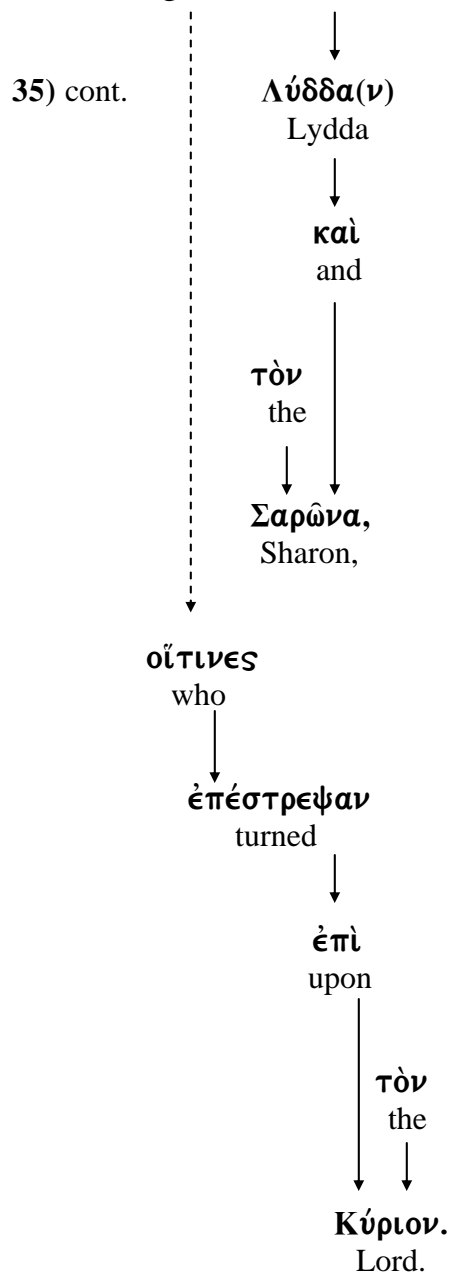 35) cont. Λύδδα(ν)
Lydda
καὶ
and
τὸν
the
Σαρῶνα,
Sharon,
οἵτινες
who
ἐπέστρεψαν
turned
ἐπὶ
upon
τὸν
the
Κύριον.
Lord.